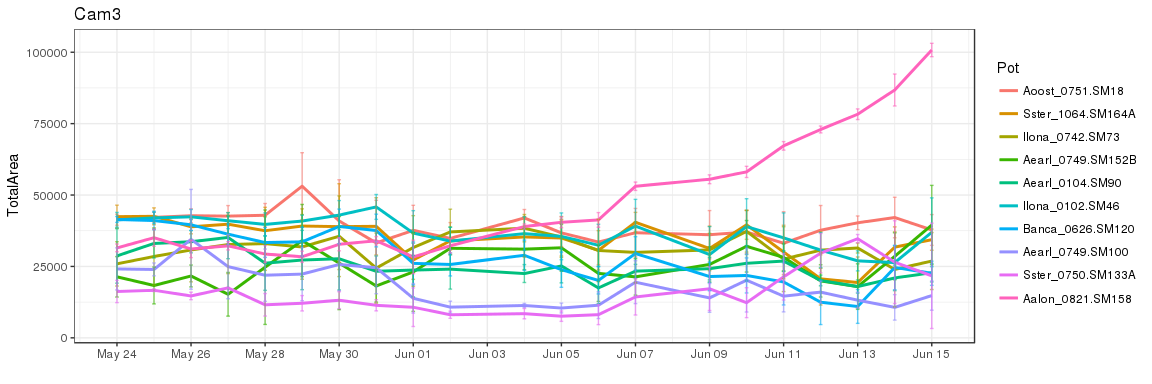 Cam3
TotalArea
100000
75000
50000
25000
0
May 24
May 26
May 28
May 30
Jun 01
Jun 03
Jun 05
Jun 07
Jun 09
Jun 11
Jun 13
Jun 15
Pot
Aoost_0751.SM18
Sster_1064.SM164A
Ilona_0742.SM73
Aearl_0749.SM152B
Aearl_0104.SM90
Ilona_0102.SM46
Banca_0626.SM120
Aearl_0749.SM100
Sster_0750.SM133A
Aalon_0821.SM158